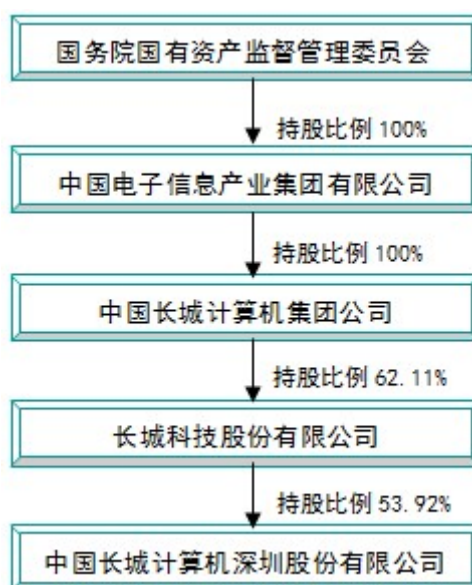 国务院国有资产监督管理委员会
持股比例 100%
中国电子信息产业集团有限公司
持股比例 100%
中国长城计算机集团公司
持股比例 62.11%
长城科技股份有限公司
持股比例 53.92%
中国长城计算机深圳股份有限公司